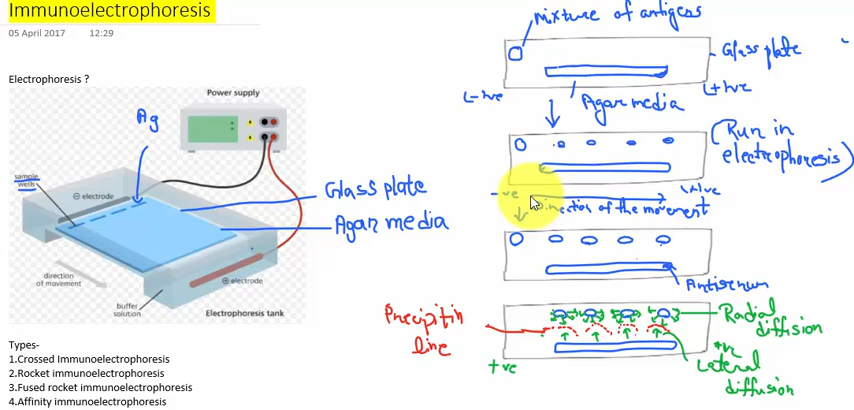 Immunoelectrophoresis
05 April 2017 12:29
Electrophoresis ?
Power supply
Ag
sample
wells
⊖ electrode
Glass plate
Agar media
direction
of movement
buffer
solution
⊕ electrode
Electrophoresis tank
Types-
1.Crossed Immunoelectrophoresis
2.Rocket immunoelectrophoresis
3.Fused rocket immunoelectrophoresis
4.Affinity immunoelectrophoresis
mixture of antigens
Glass plate
(-ve
(+ve
Agar media
(Run in
electrophoresis)
-ve
(+)ve
Direction of the movement
Antiserum
Precipitin
line
Radial
diffusion
+ve
+ve
Lateral
diffusion